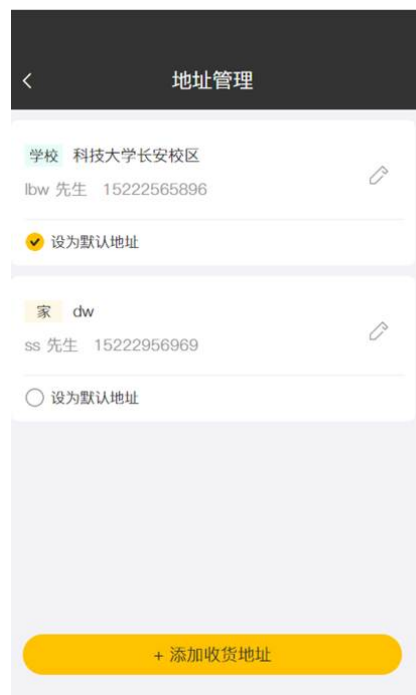 地址管理
学校 科技大学长安校区
lbw 先生 15222565896
设为默认地址
家 dw
ss 先生 15222956969
设为默认地址
+ 添加收货地址